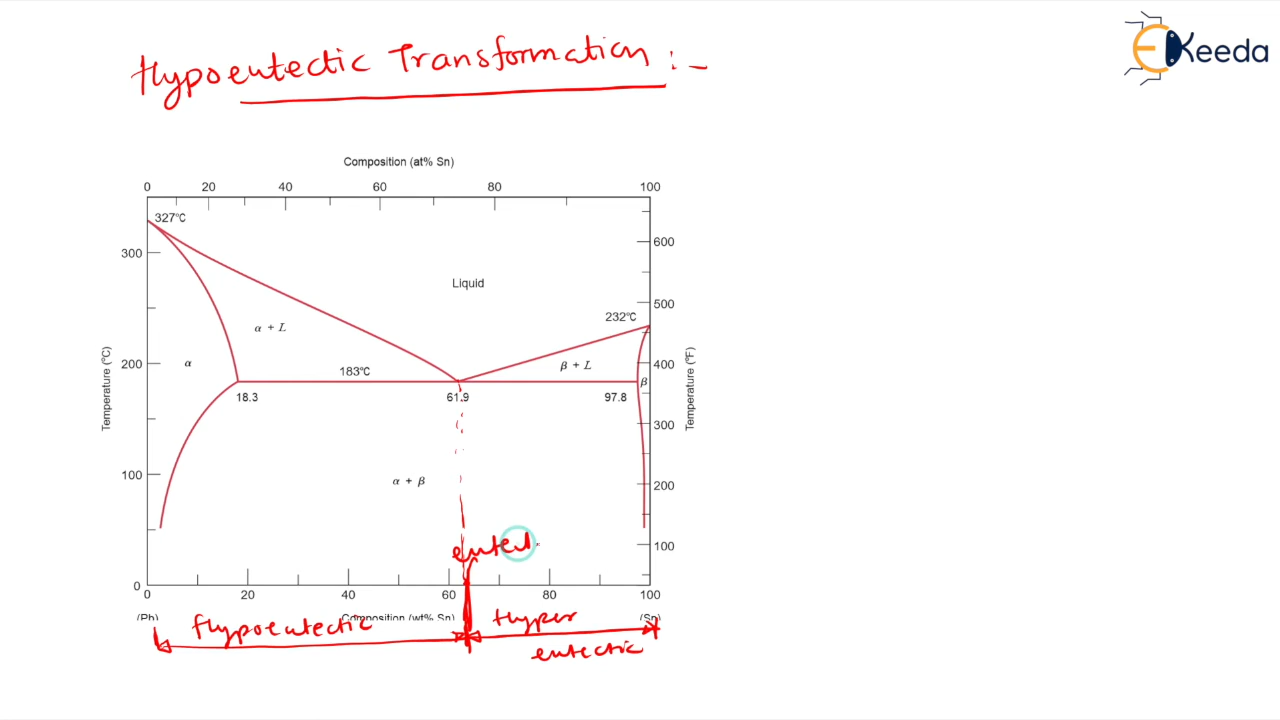 Hypoeutectic Transformation :-
EKeeda
Composition (at% Sn)
0 20 40 60 80 100
327°C
300
600
Liquid
500
232°C
α + L
200
α
183°C
β + L
400
β
18.3
61.9
97.8
Temperature (°C)
Temperature (°F)
300
100
α + β
200
100
0
0 20 40 60 80 100
(Pb)
Composition (wt% Sn)
(Sn)
Hypoeutectic
Hyper
eutectic